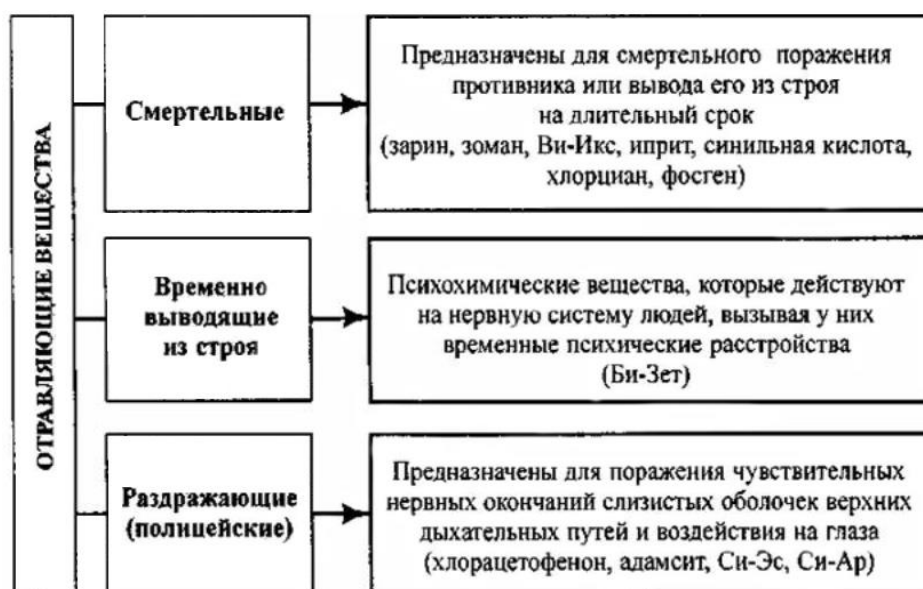 ОТРАВЛЯЮЩИЕ ВЕЩЕСТВА
Смертельные
Предназначены для смертельного поражения
противника или вывода его из строя
на длительный срок
(зарин, зоман, Ви-Икс, иприт, синильная кислота,
хлорциан, фосген)
Временно
выводящие
из строя
Психохимические вещества, которые действуют
на нервную систему людей, вызывая у них
временные психические расстройства
(Би-Зет)
Раздражающие
(полицейские)
Предназначены для поражения чувствительных
нервных окончаний слизистых оболочек верхних
дыхательных путей и воздействия на глаза
(хлорацетофенон, адамсит, Си-Эс, Си-Ар)